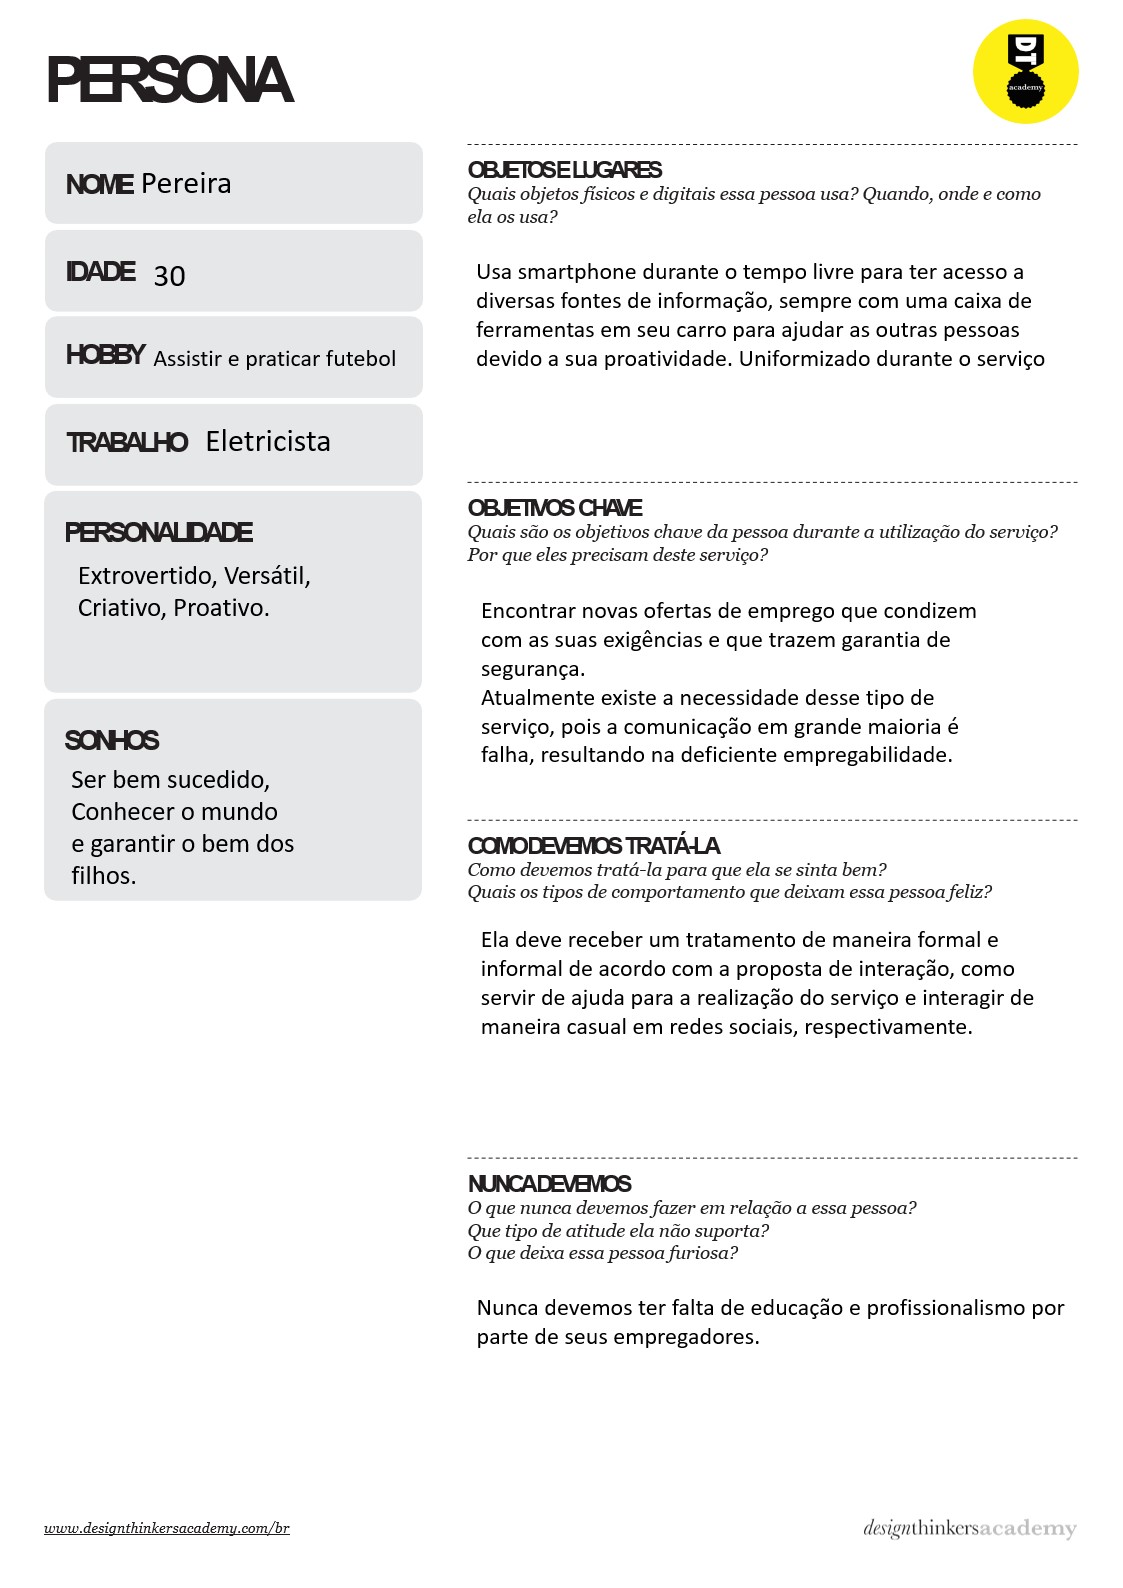 PERSONA
DT
academy
NOME Pereira
IDADE 30
HOBBY Assistir e praticar futebol
TRABALHO Eletricista
PERSONALIDADE
Extrovertido, Versátil,
Criativo, Proativo.
SONHOS
Ser bem sucedido,
Conhecer o mundo
e garantir o bem dos
filhos.
OBJETOS E LUGARES
Quais objetos físicos e digitais essa pessoa usa? Quando, onde e como
ela os usa?
Usa smartphone durante o tempo livre para ter acesso a
diversas fontes de informação, sempre com uma caixa de
ferramentas em seu carro para ajudar as outras pessoas
devido a sua proatividade. Uniformizado durante o serviço
OBJETIVOS CHAVE
Quais são os objetivos chave da pessoa durante a utilização do serviço?
Por que eles precisam deste serviço?
Encontrar novas ofertas de emprego que condizem
com as suas exigências e que trazem garantia de
segurança.
Atualmente existe a necessidade desse tipo de
serviço, pois a comunicação em grande maioria é
falha, resultando na deficiente empregabilidade.
COMO DEVEMOS TRATÁ-LA
Como devemos tratá-la para que ela se sinta bem?
Quais os tipos de comportamento que deixam essa pessoa feliz?
Ela deve receber um tratamento de maneira formal e
informal de acordo com a proposta de interação, como
servir de ajuda para a realização do serviço e interagir de
maneira casual em redes sociais, respectivamente.
NUNCA DEVEMOS
O que nunca devemos fazer em relação a essa pessoa?
Que tipo de atitude ela não suporta?
O que deixa essa pessoa furiosa?
Nunca devemos ter falta de educação e profissionalismo por
parte de seus empregadores.
www.designthinkersacademy.com/br
designthinkersacademy